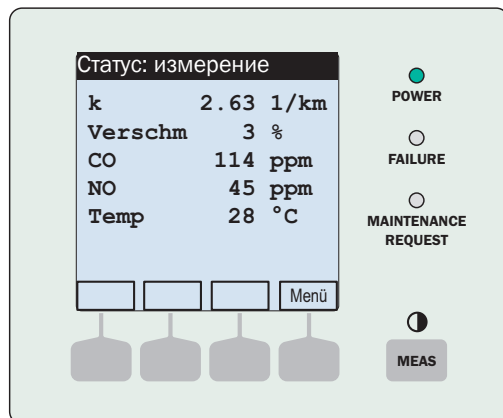 Статус: измерение
k 2.63 1/km
Verschm 3 %
CO 114 ppm
NO 45 ppm
Temp 28 °C
Menü
POWER
FAILURE
MAINTENANCE
REQUEST
MEAS